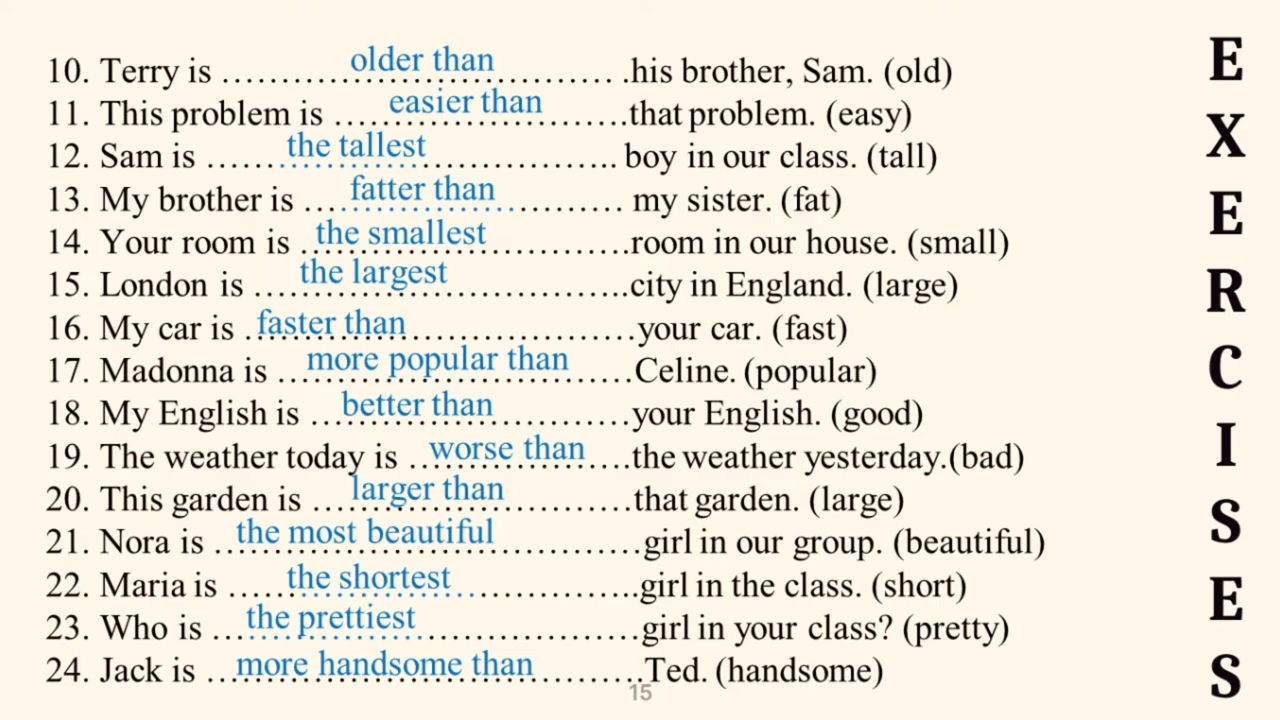 10. Terry is ...................................... .his brother, Sam. (old)
older than
11. This problem is .............................that problem. (easy)
easier than
12. Sam is ......................................... boy in our class. (tall)
the tallest
13. My brother is ................................ my sister. (fat)
fatter than
14. Your room is .................................room in our house. (small)
the smallest
15. London is ......................................city in England. (large)
the largest
16. My car is .......................................your car. (fast)
faster than
17. Madonna is ....................................Celine. (popular)
more popular than
18. My English is ................................your English. (good)
better than
19. The weather today is ......................the weather yesterday.(bad)
worse than
20. This garden is ................................that garden. (large)
larger than
21. Nora is ...........................................girl in our group. (beautiful)
the most beautiful
22. Maria is .........................................girl in the class. (short)
the shortest
23. Who is ...........................................girl in your class? (pretty)
the prettiest
24. Jack is ..........................................Ted. (handsome)
more handsome than
15
E
X
E
R
C
I
S
E
S